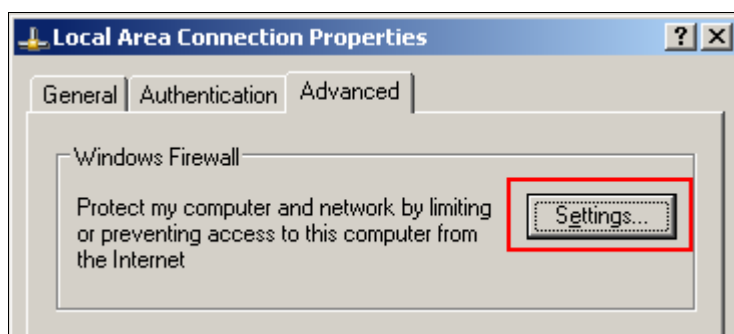 Local Area Connection Properties
General Authentication Advanced
Windows Firewall
Protect my computer and network by limiting
or preventing access to this computer from
the Internet
Settings...